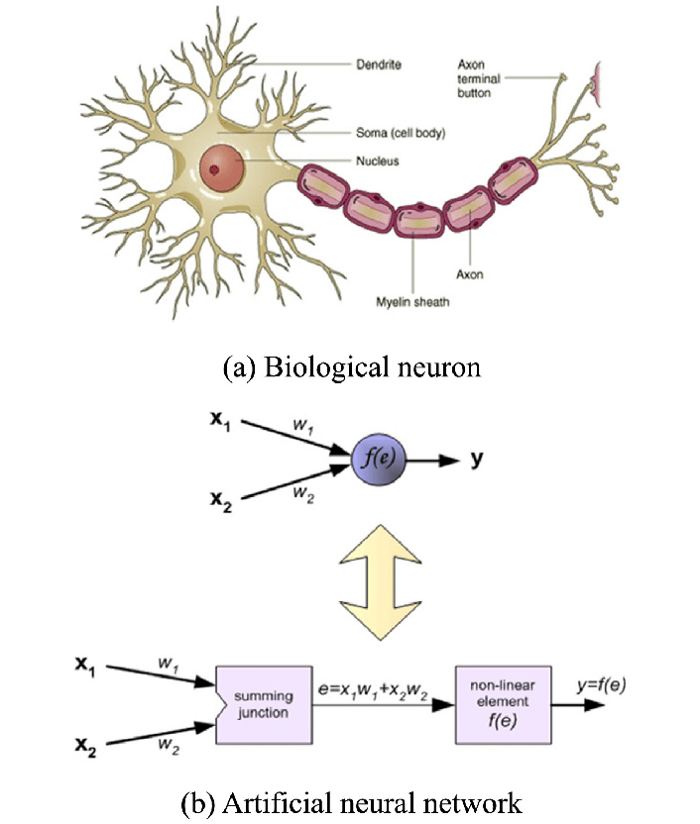 Dendrite
Axon
terminal
button
Soma (cell body)
Nucleus
Axon
Myelin sheath
(a) Biological neuron
x₁
w₁
f(e)
y
w₂
x₂
x₁
w₁
summing
junction
e=x₁w₁+x₂w₂
non-linear
element
f(e)
y=f(e)
x₂
w₂
(b) Artificial neural network